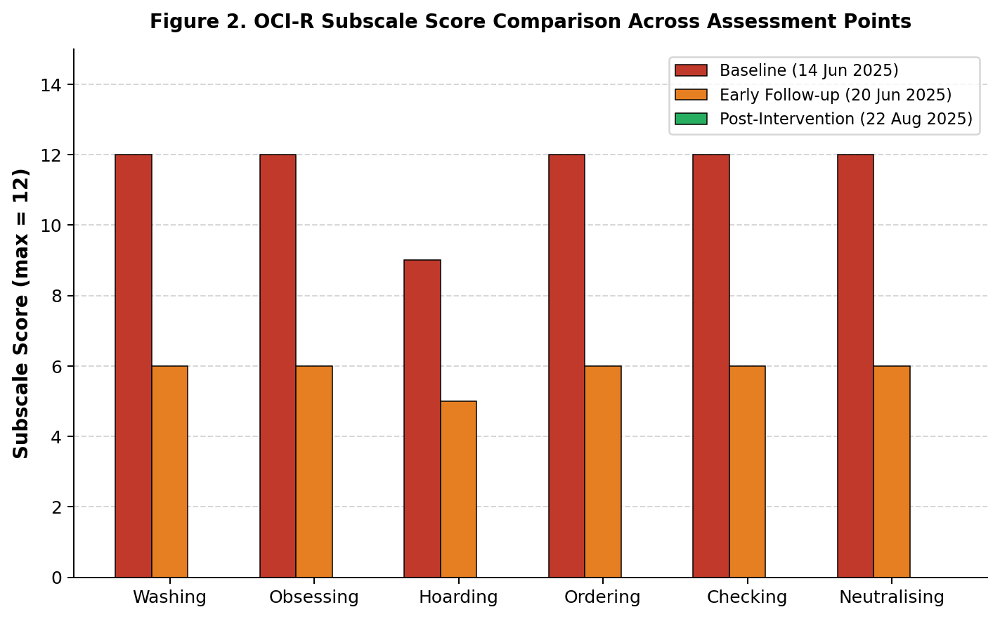 Figure 2. OCI-R Subscale Score Comparison Across Assessment Points
Baseline (14 Jun 2025)
Early Follow-up (20 Jun 2025)
Post-Intervention (22 Aug 2025)
Subscale Score (max = 12)
14
12
10
8
6
4
2
0
Washing Obsessing Hoarding Ordering Checking Neutralising